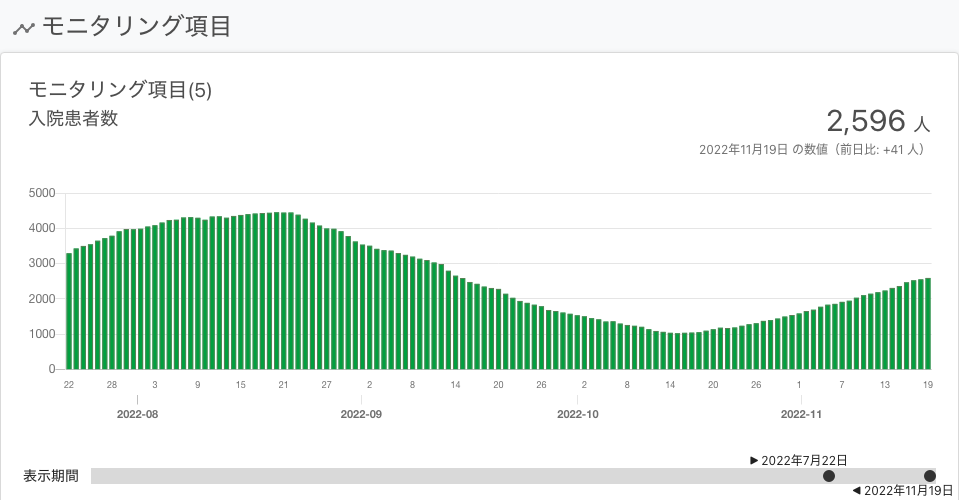 モニタリング項目
モニタリング項目(5)
入院患者数
2,596 人
2022年11月19日 の数値（前日比: +41 人）
5000
4000
3000
2000
1000
0
22 28 3 9 15 21 27 2 8 14 20 26 2 8 14 20 26 1 7 13 19
2022-08 2022-09 2022-10 2022-11
▶ 2022年7月22日
表示期間
◀ 2022年11月19日